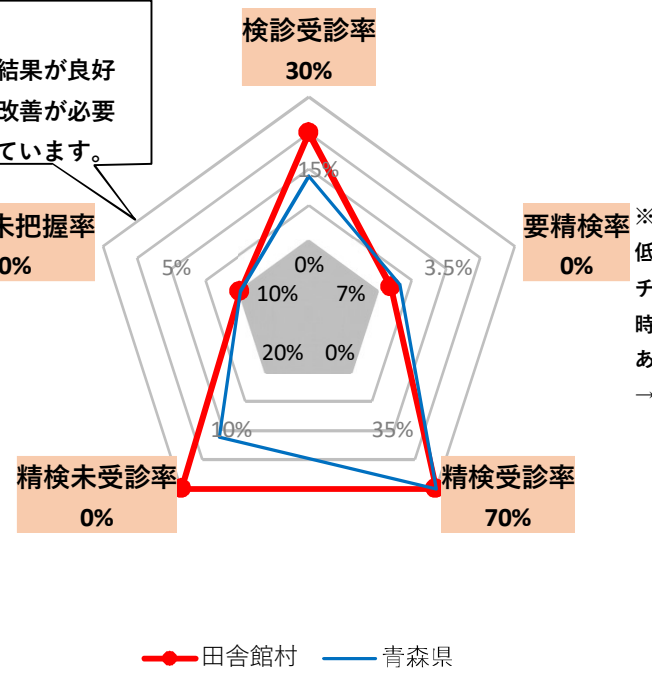 結果が良好
改善が必要
ています。
検診受診率
30%
15%
未把握率
0%
5%
要精検率
0%
3.5%
0%
10%
7%
20%
0%
10%
35%
精検未受診率
0%
精検受診率
70%
※
低
チ
時
あ
→
田舎館村
青森県